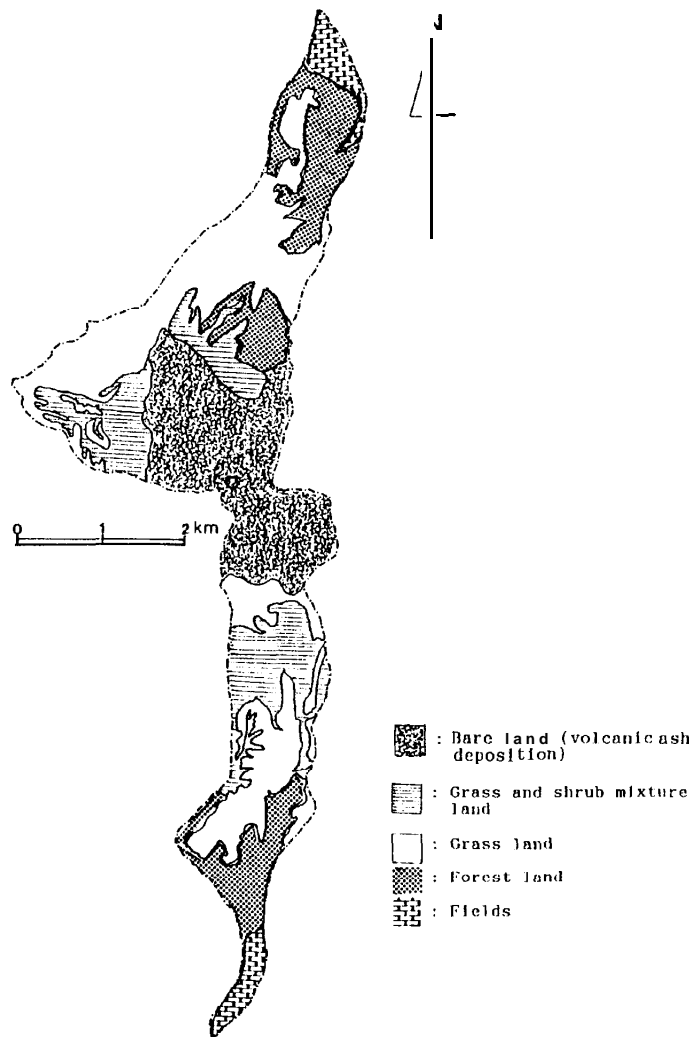 N
0 1 2 km
: Bare land (volcanic ash
deposition)
: Grass and shrub mixture
land
: Grass land
: Forest land
: Fields